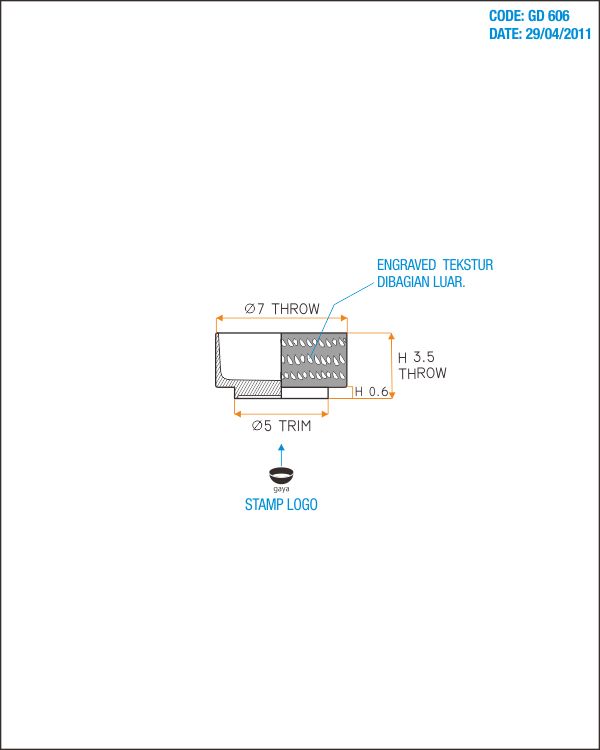 CODE: GD 606
DATE: 29/04/2011
ENGRAVED TEKSTUR
DIBAGIAN LUAR.
Ø7 THROW
H 3.5
THROW
H 0.6
Ø5 TRIM
gaya
STAMP LOGO